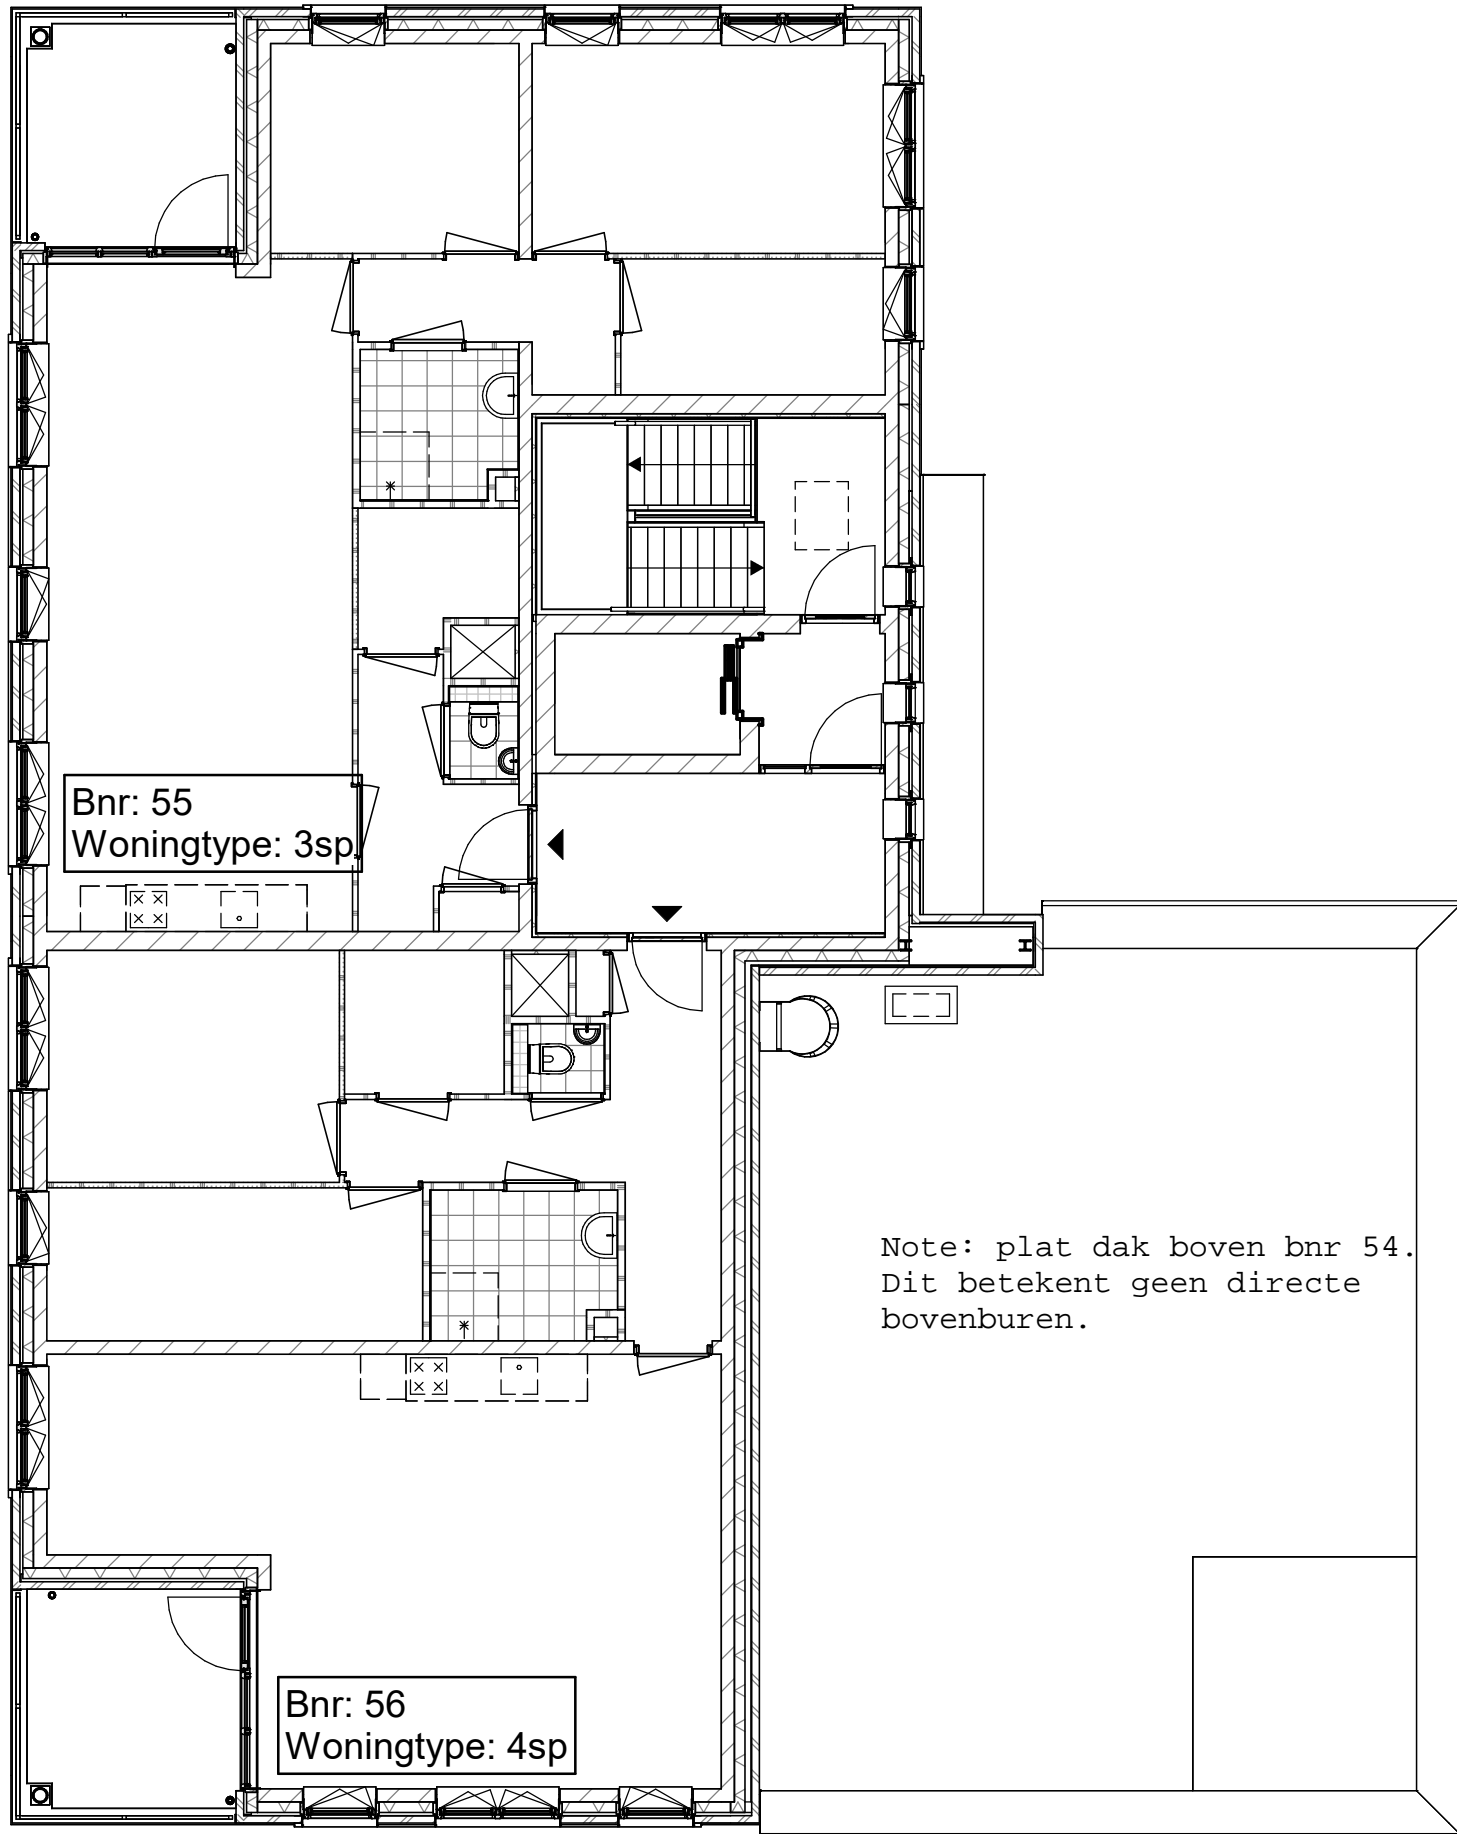 Bnr: 55
Woningtype: 3sp
Note: plat dak boven bnr 54.
Dit betekent geen directe
bovenburen.
Bnr: 56
Woningtype: 4sp